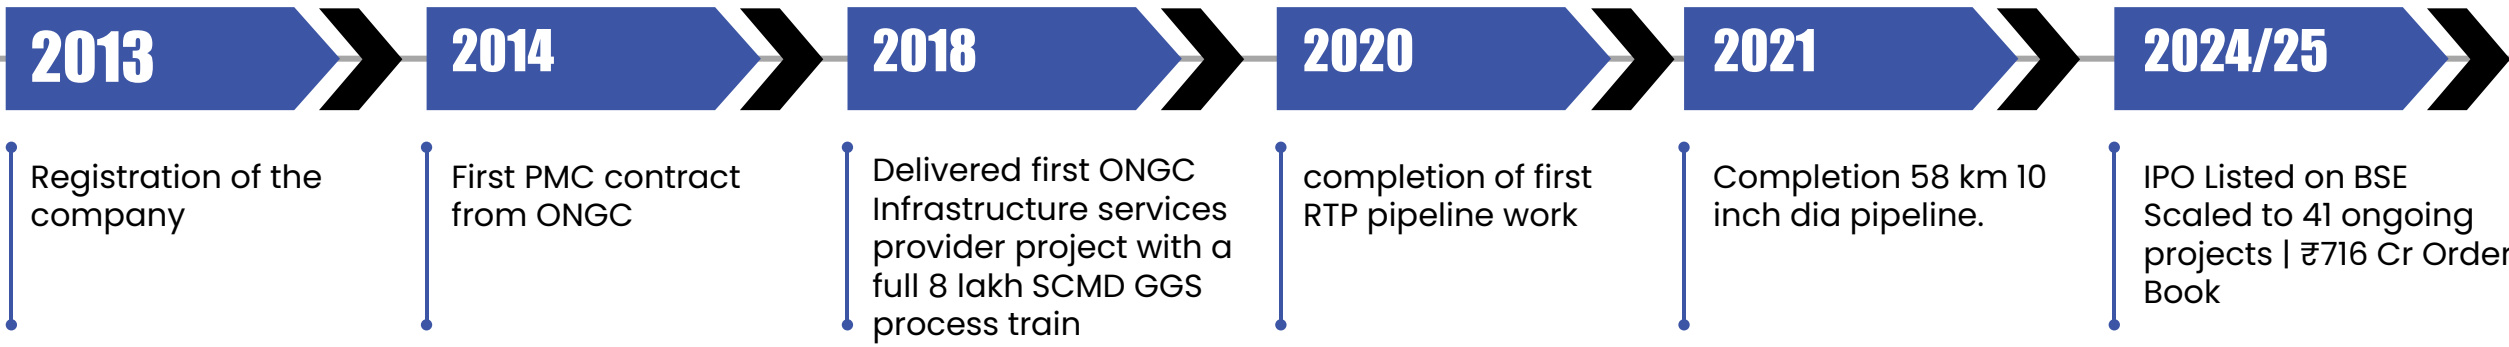 2013
Registration of the
company
2014
First PMC contract
from ONGC
2018
Delivered first ONGC
Infrastructure services
provider project with a
full 8 lakh SCMD GGS
process train
2020
completion of first
RTP pipeline work
2021
Completion 58 km 10
inch dia pipeline.
2024/25
IPO Listed on BSE
Scaled to 41 ongoing
projects | ₹716 Cr Order
Book